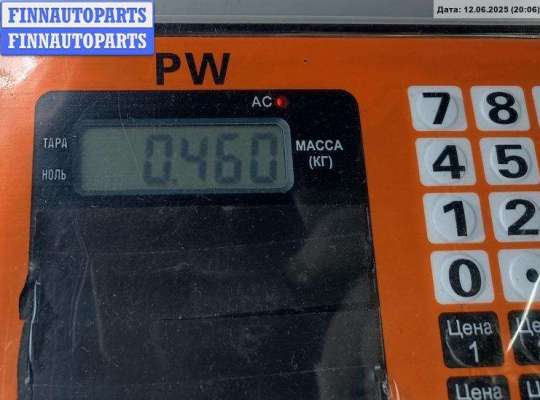 FINNAUTOPARTS
FINNAUTOPARTS
Дата: 12.06.2025 (20:06)
PW
AC
ТАРА
НОЛЬ
0.460
МАССА
(КГ)
7 8
4 5
1 2
0 .
Цена
1
Цена